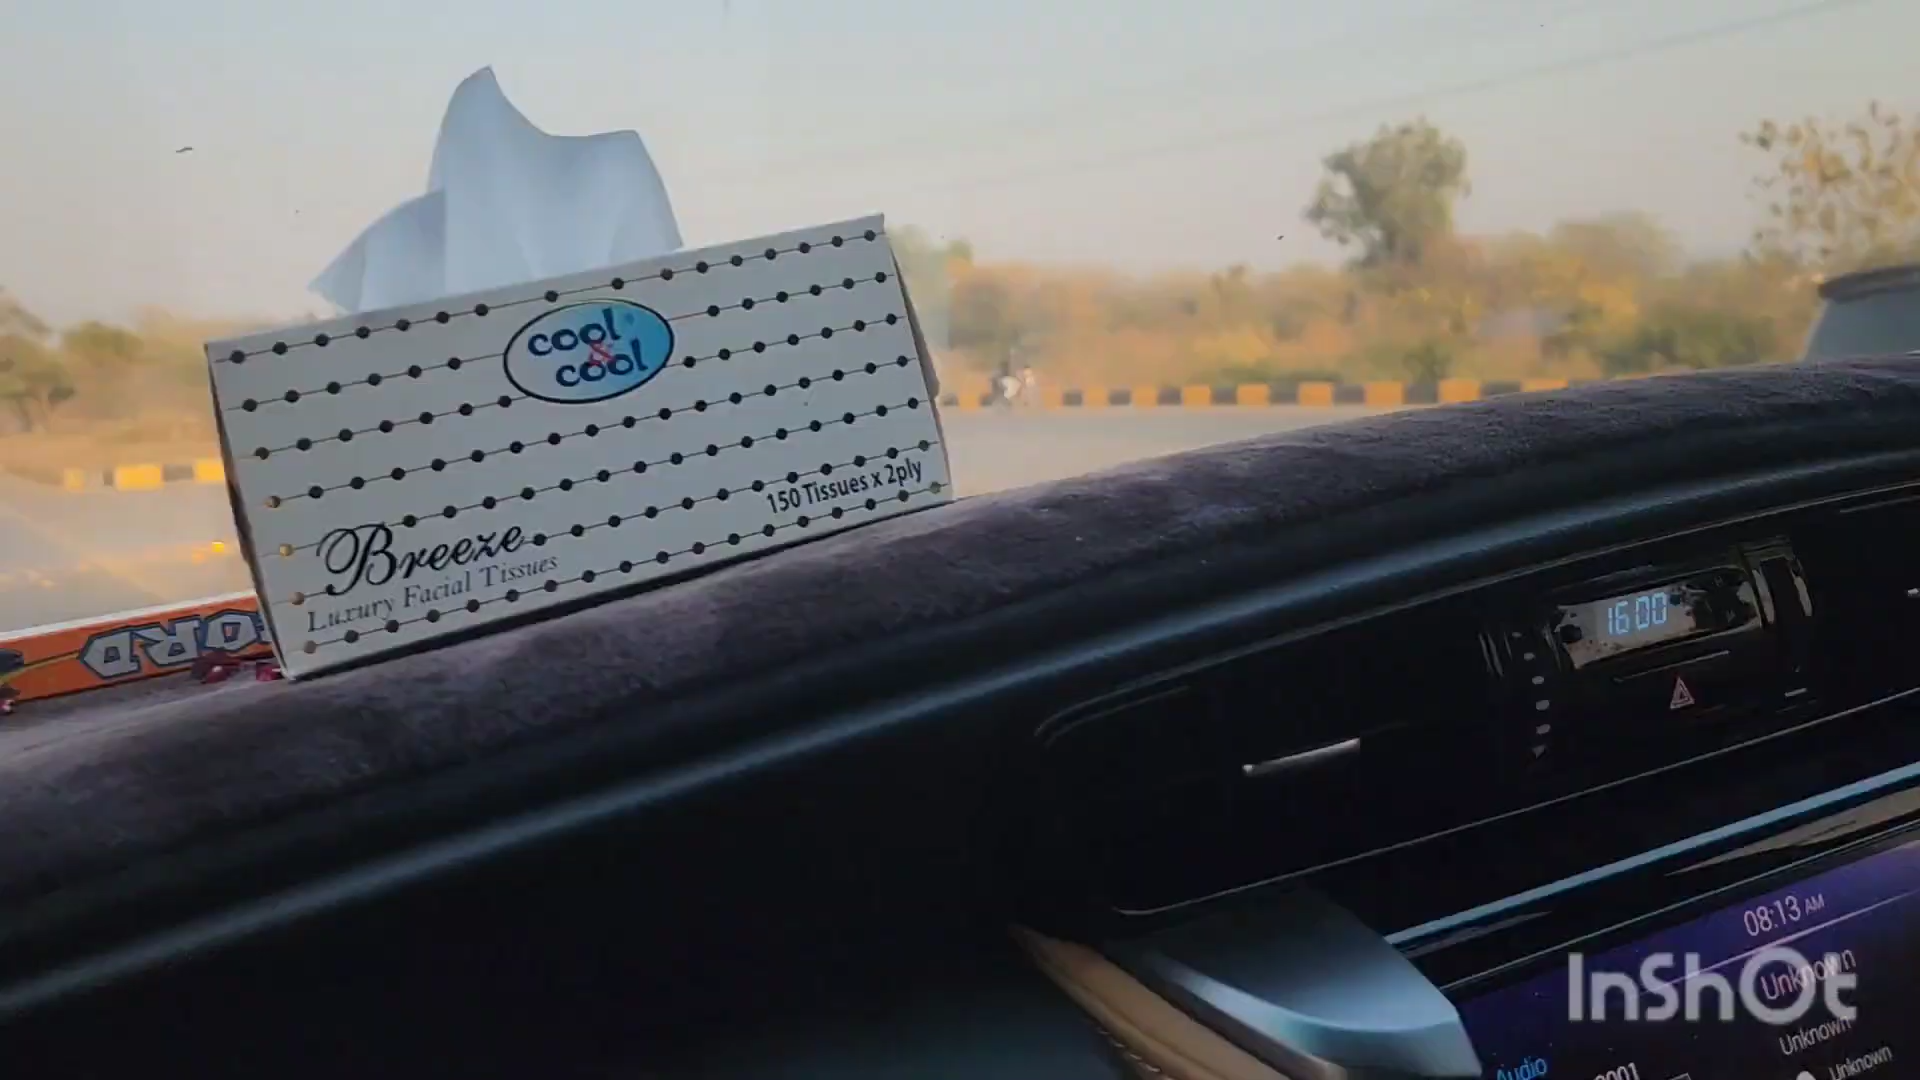 cool
&
cool
150 Tissues x 2ply
Breeze
Luxury Facial Tissues
16:00
08:13 AM
Unknown
InShOt
Unknown
Unknown
Audio